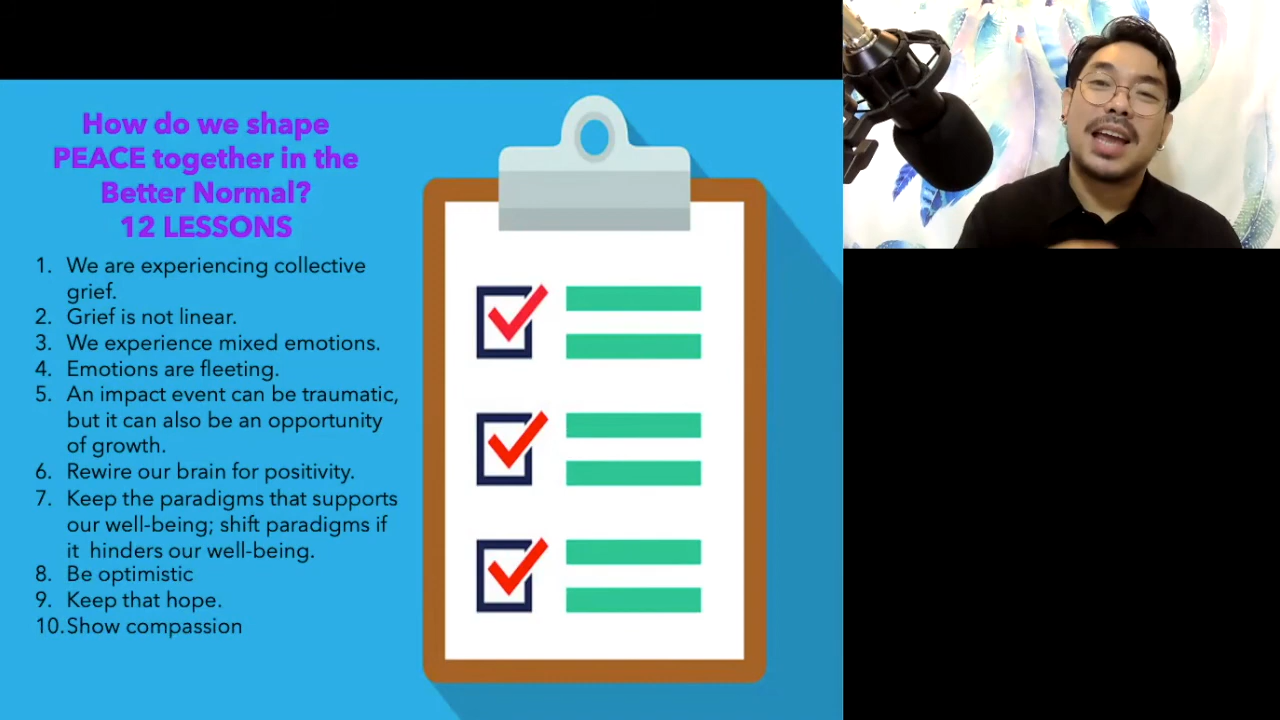 How do we shape
PEACE together in the
Better Normal?
12 LESSONS
1. We are experiencing collective
grief.
2. Grief is not linear.
3. We experience mixed emotions.
4. Emotions are fleeting.
5. An impact event can be traumatic,
but it can also be an opportunity
of growth.
6. Rewire our brain for positivity.
7. Keep the paradigms that supports
our well-being; shift paradigms if
it hinders our well-being.
8. Be optimistic
9. Keep that hope.
10. Show compassion